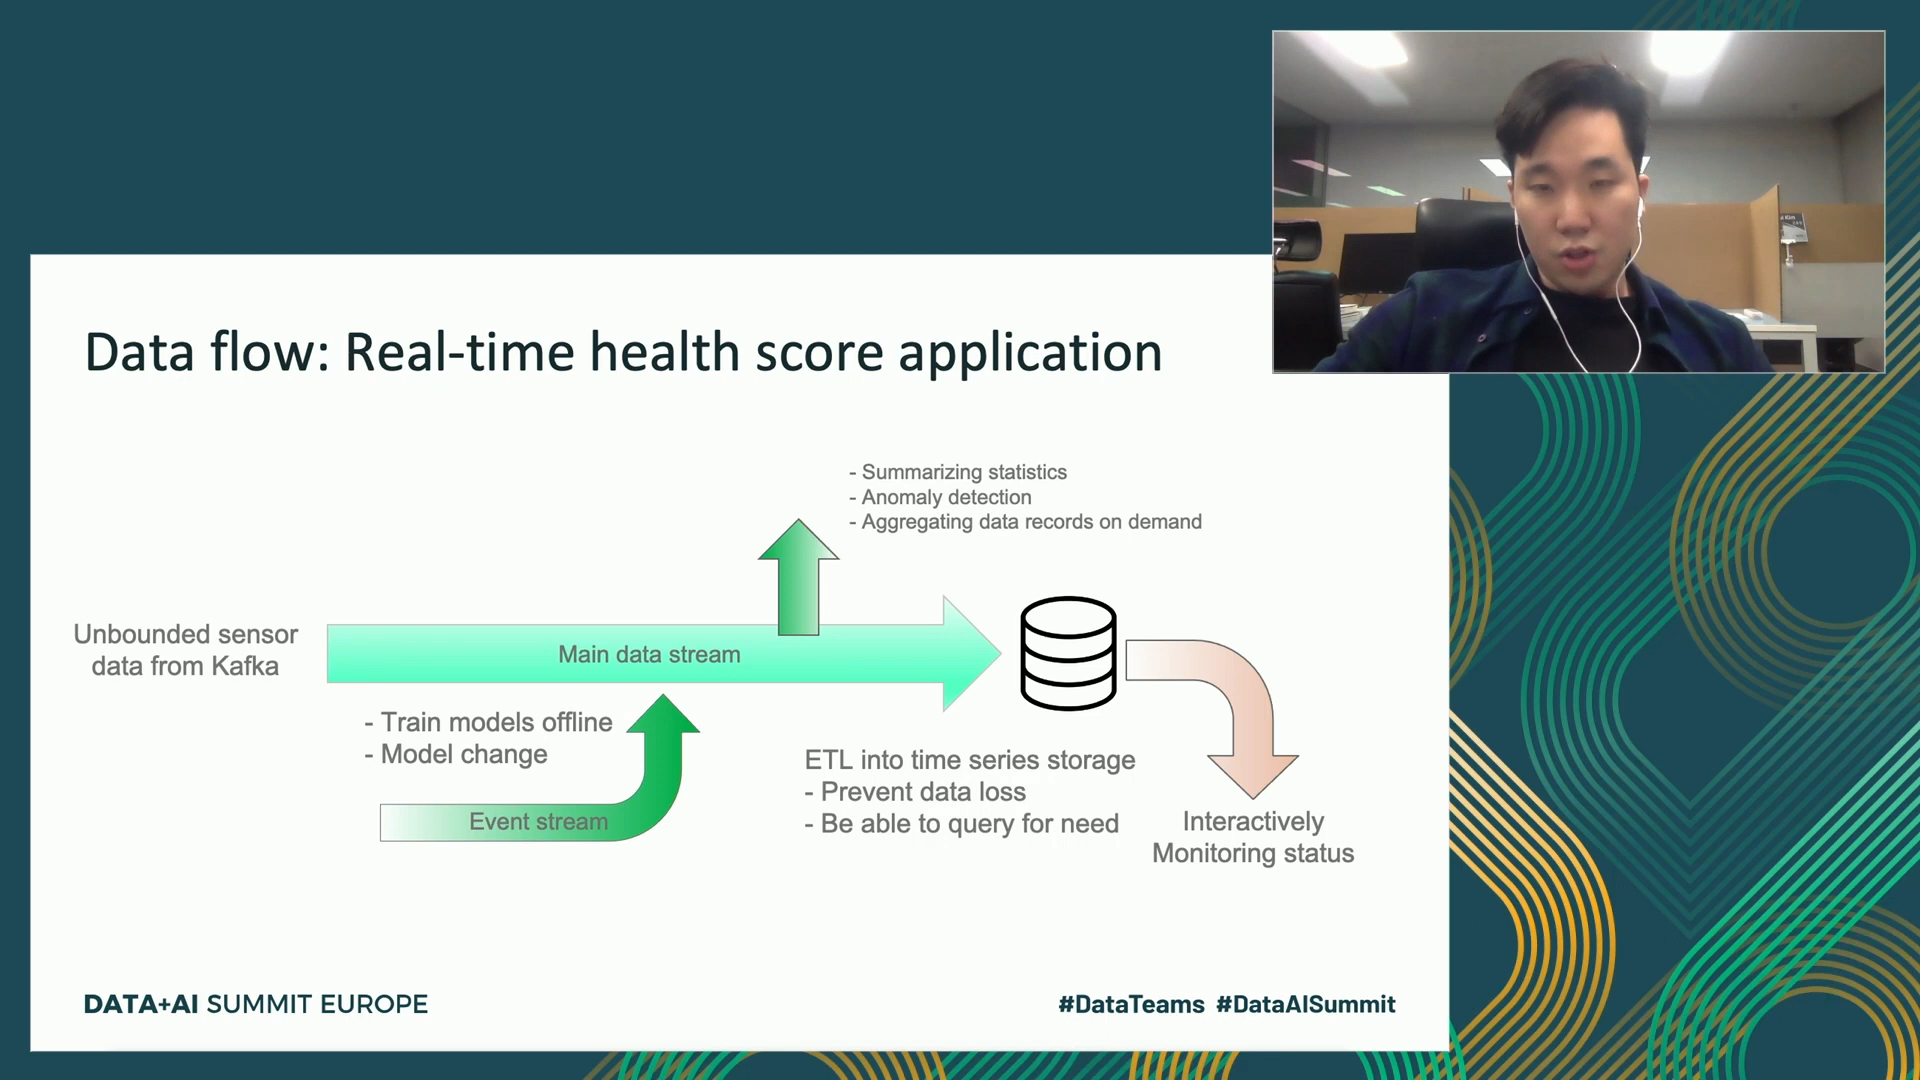 Data flow: Real-time health score application
- Summarizing statistics
- Anomaly detection
- Aggregating data records on demand
Unbounded sensor
data from Kafka
Main data stream
- Train models offline
- Model change
Event stream
ETL into time series storage
- Prevent data loss
- Be able to query for need
Interactively
Monitoring status
DATA+AI SUMMIT EUROPE
#DataTeams #DataAISummit